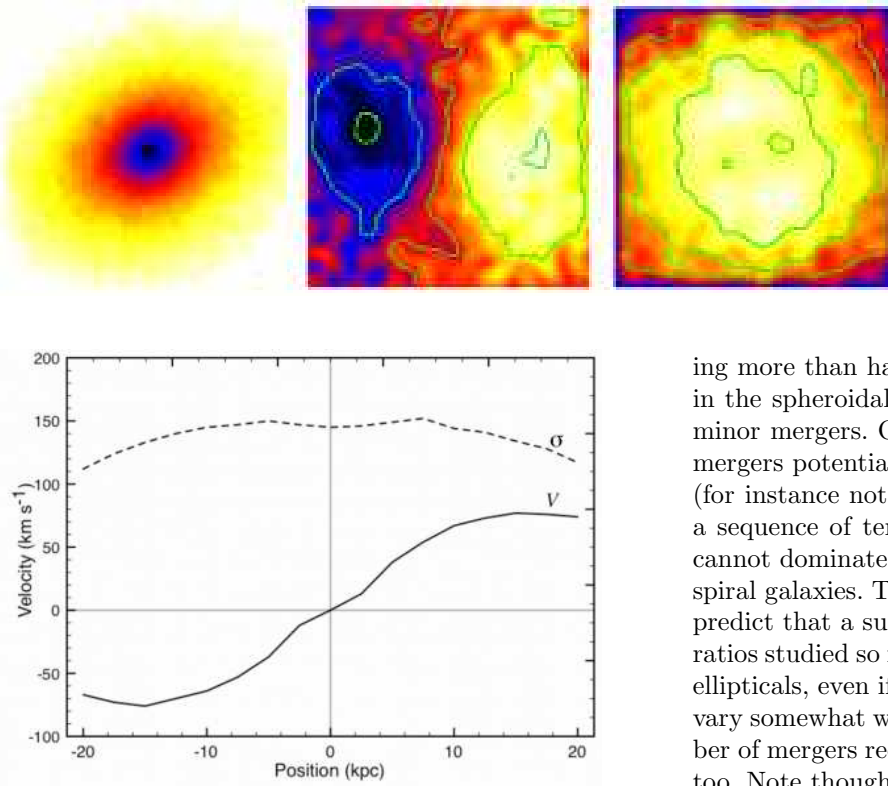 200
150
100
50
0
-50
-100
-20
-10
0
10
20
Velocity (km s-1)
Position (kpc)
σ
V
ing more than ha
in the spheroidal
minor mergers. C
mergers potentia
(for instance not
a sequence of ter
cannot dominate
spiral galaxies. T
predict that a su
ratios studied so
ellipticals, even i
vary somewhat w
ber of mergers re
too. Note though